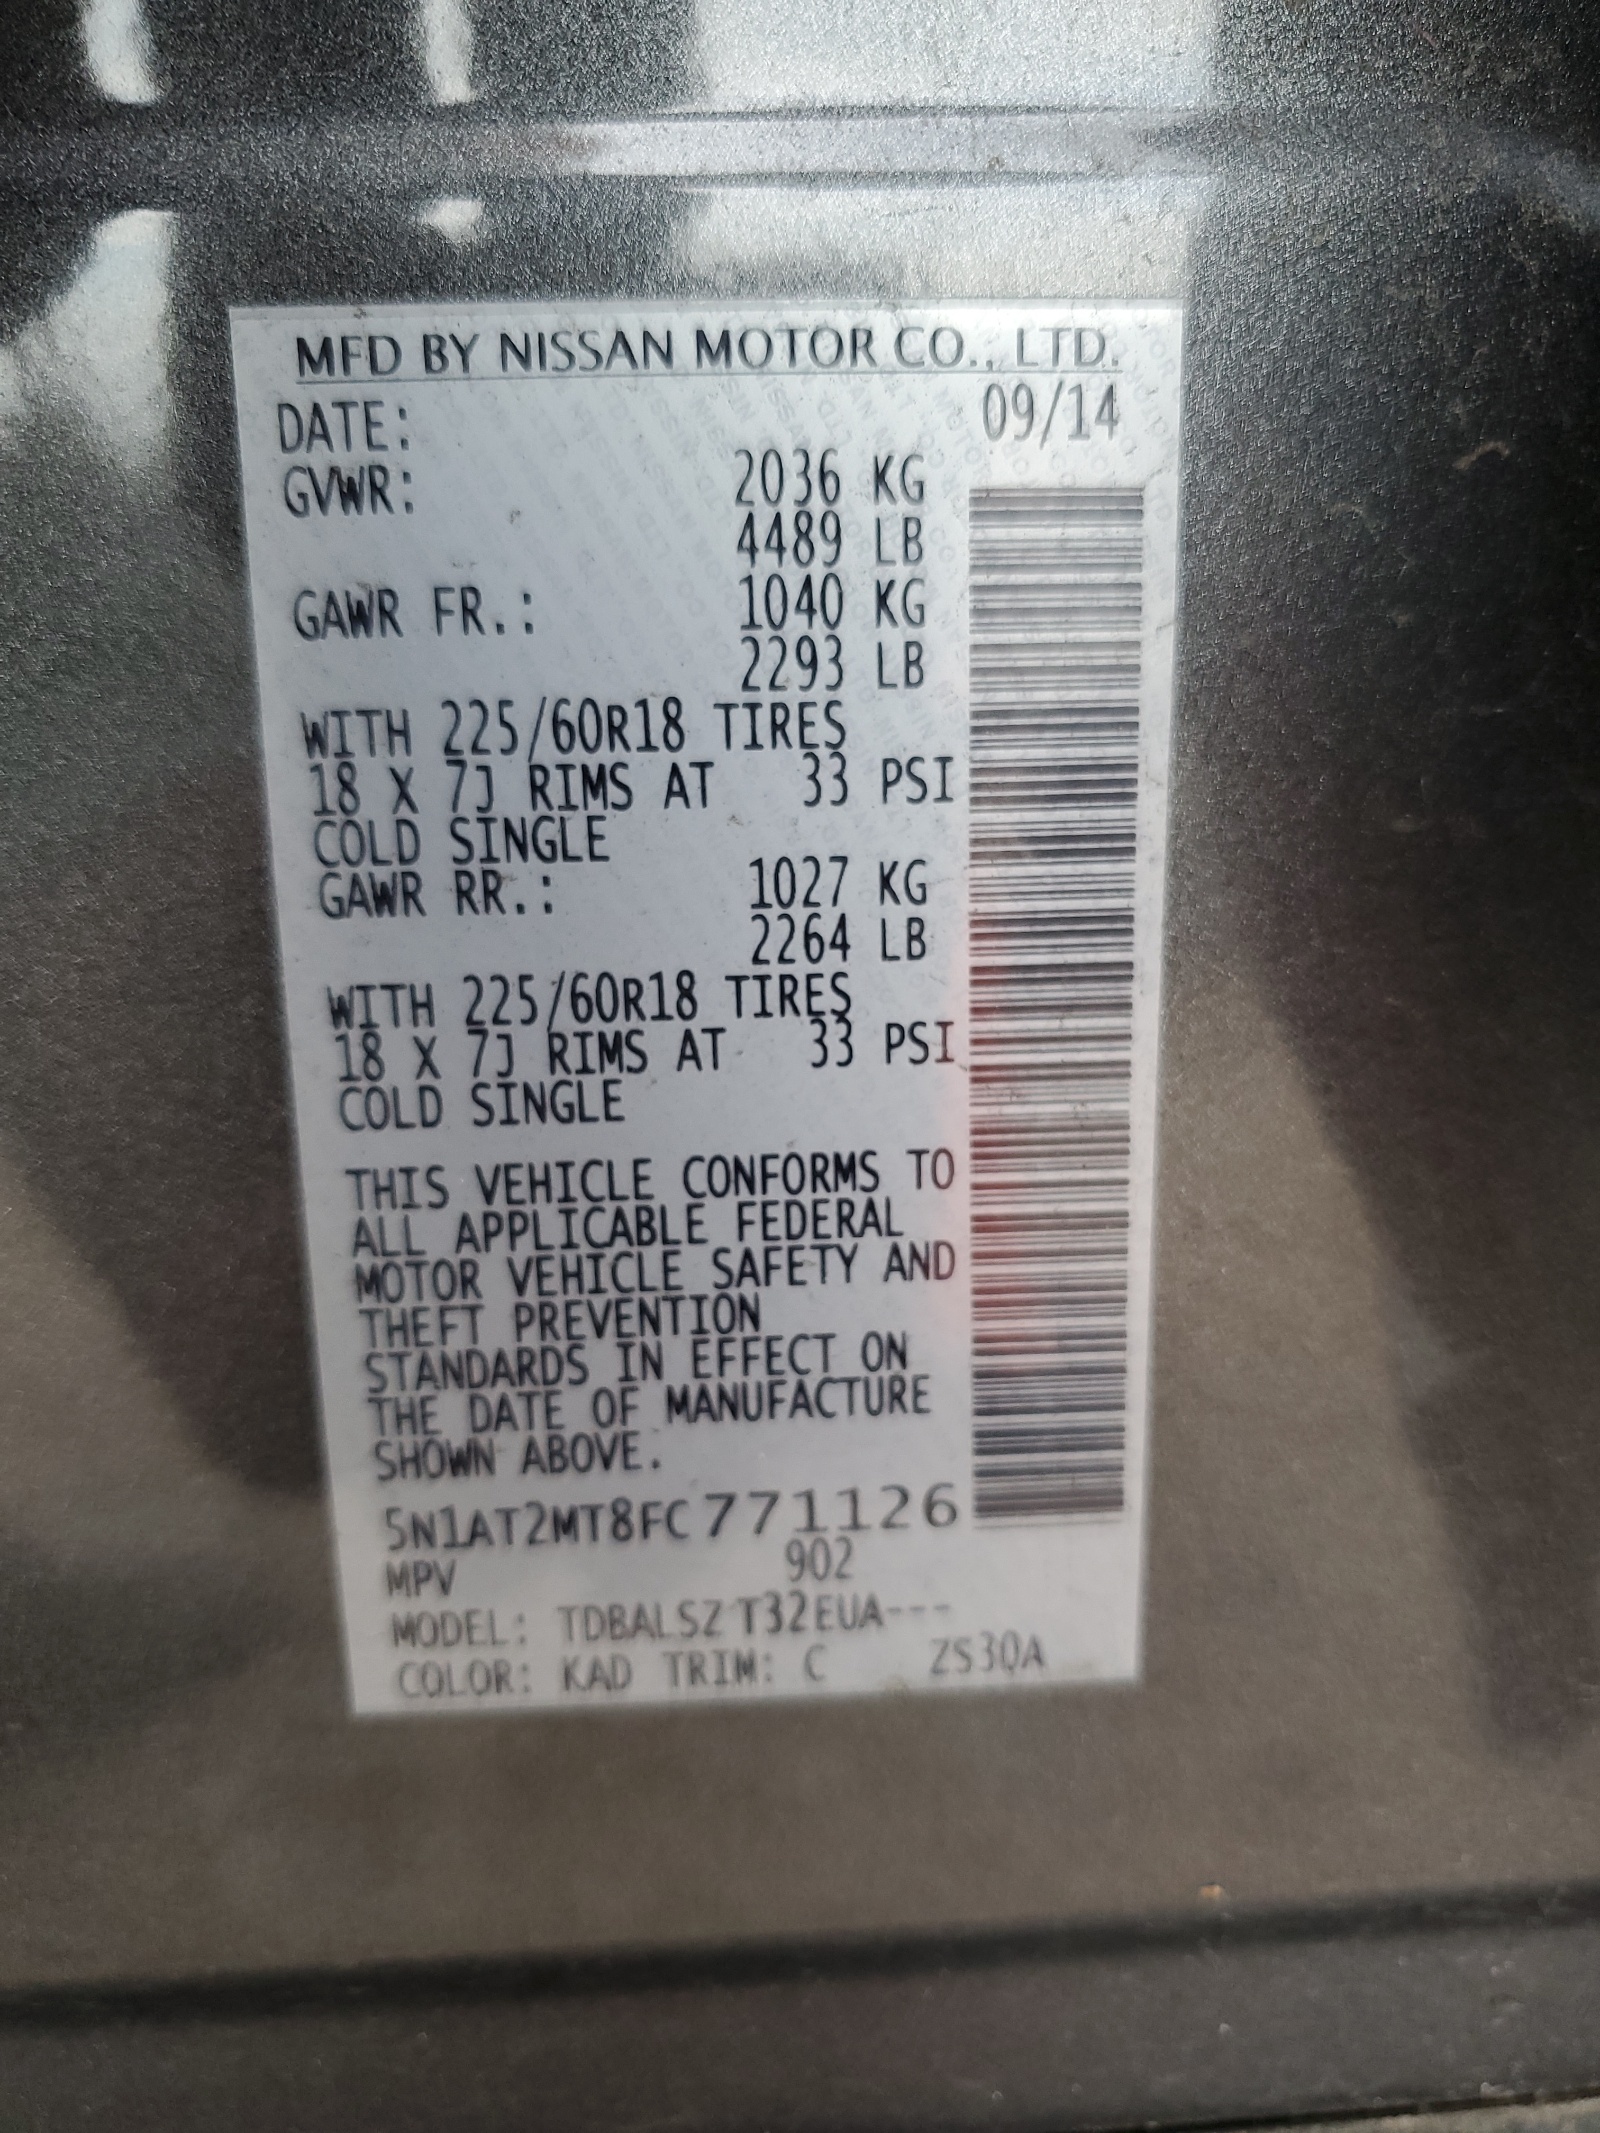 MFD BY NISSAN MOTOR CO., LTD.
DATE: 09/14
GVWR: 2036 KG
4489 LB
GAWR FR.: 1040 KG
2293 LB
WITH 225/60R18 TIRES
18 X 7J RIMS AT 33 PSI
COLD SINGLE
GAWR RR.: 1027 KG
2264 LB
WITH 225/60R18 TIRES
18 X 7J RIMS AT 33 PSI
COLD SINGLE
THIS VEHICLE CONFORMS TO
ALL APPLICABLE FEDERAL
MOTOR VEHICLE SAFETY AND
THEFT PREVENTION
STANDARDS IN EFFECT ON
THE DATE OF MANUFACTURE
SHOWN ABOVE.
5N1AT2MT8FC771126
MPV 902
MODEL: TDBALSZ T32EUA---
COLOR: KAD TRIM: C ZS30A